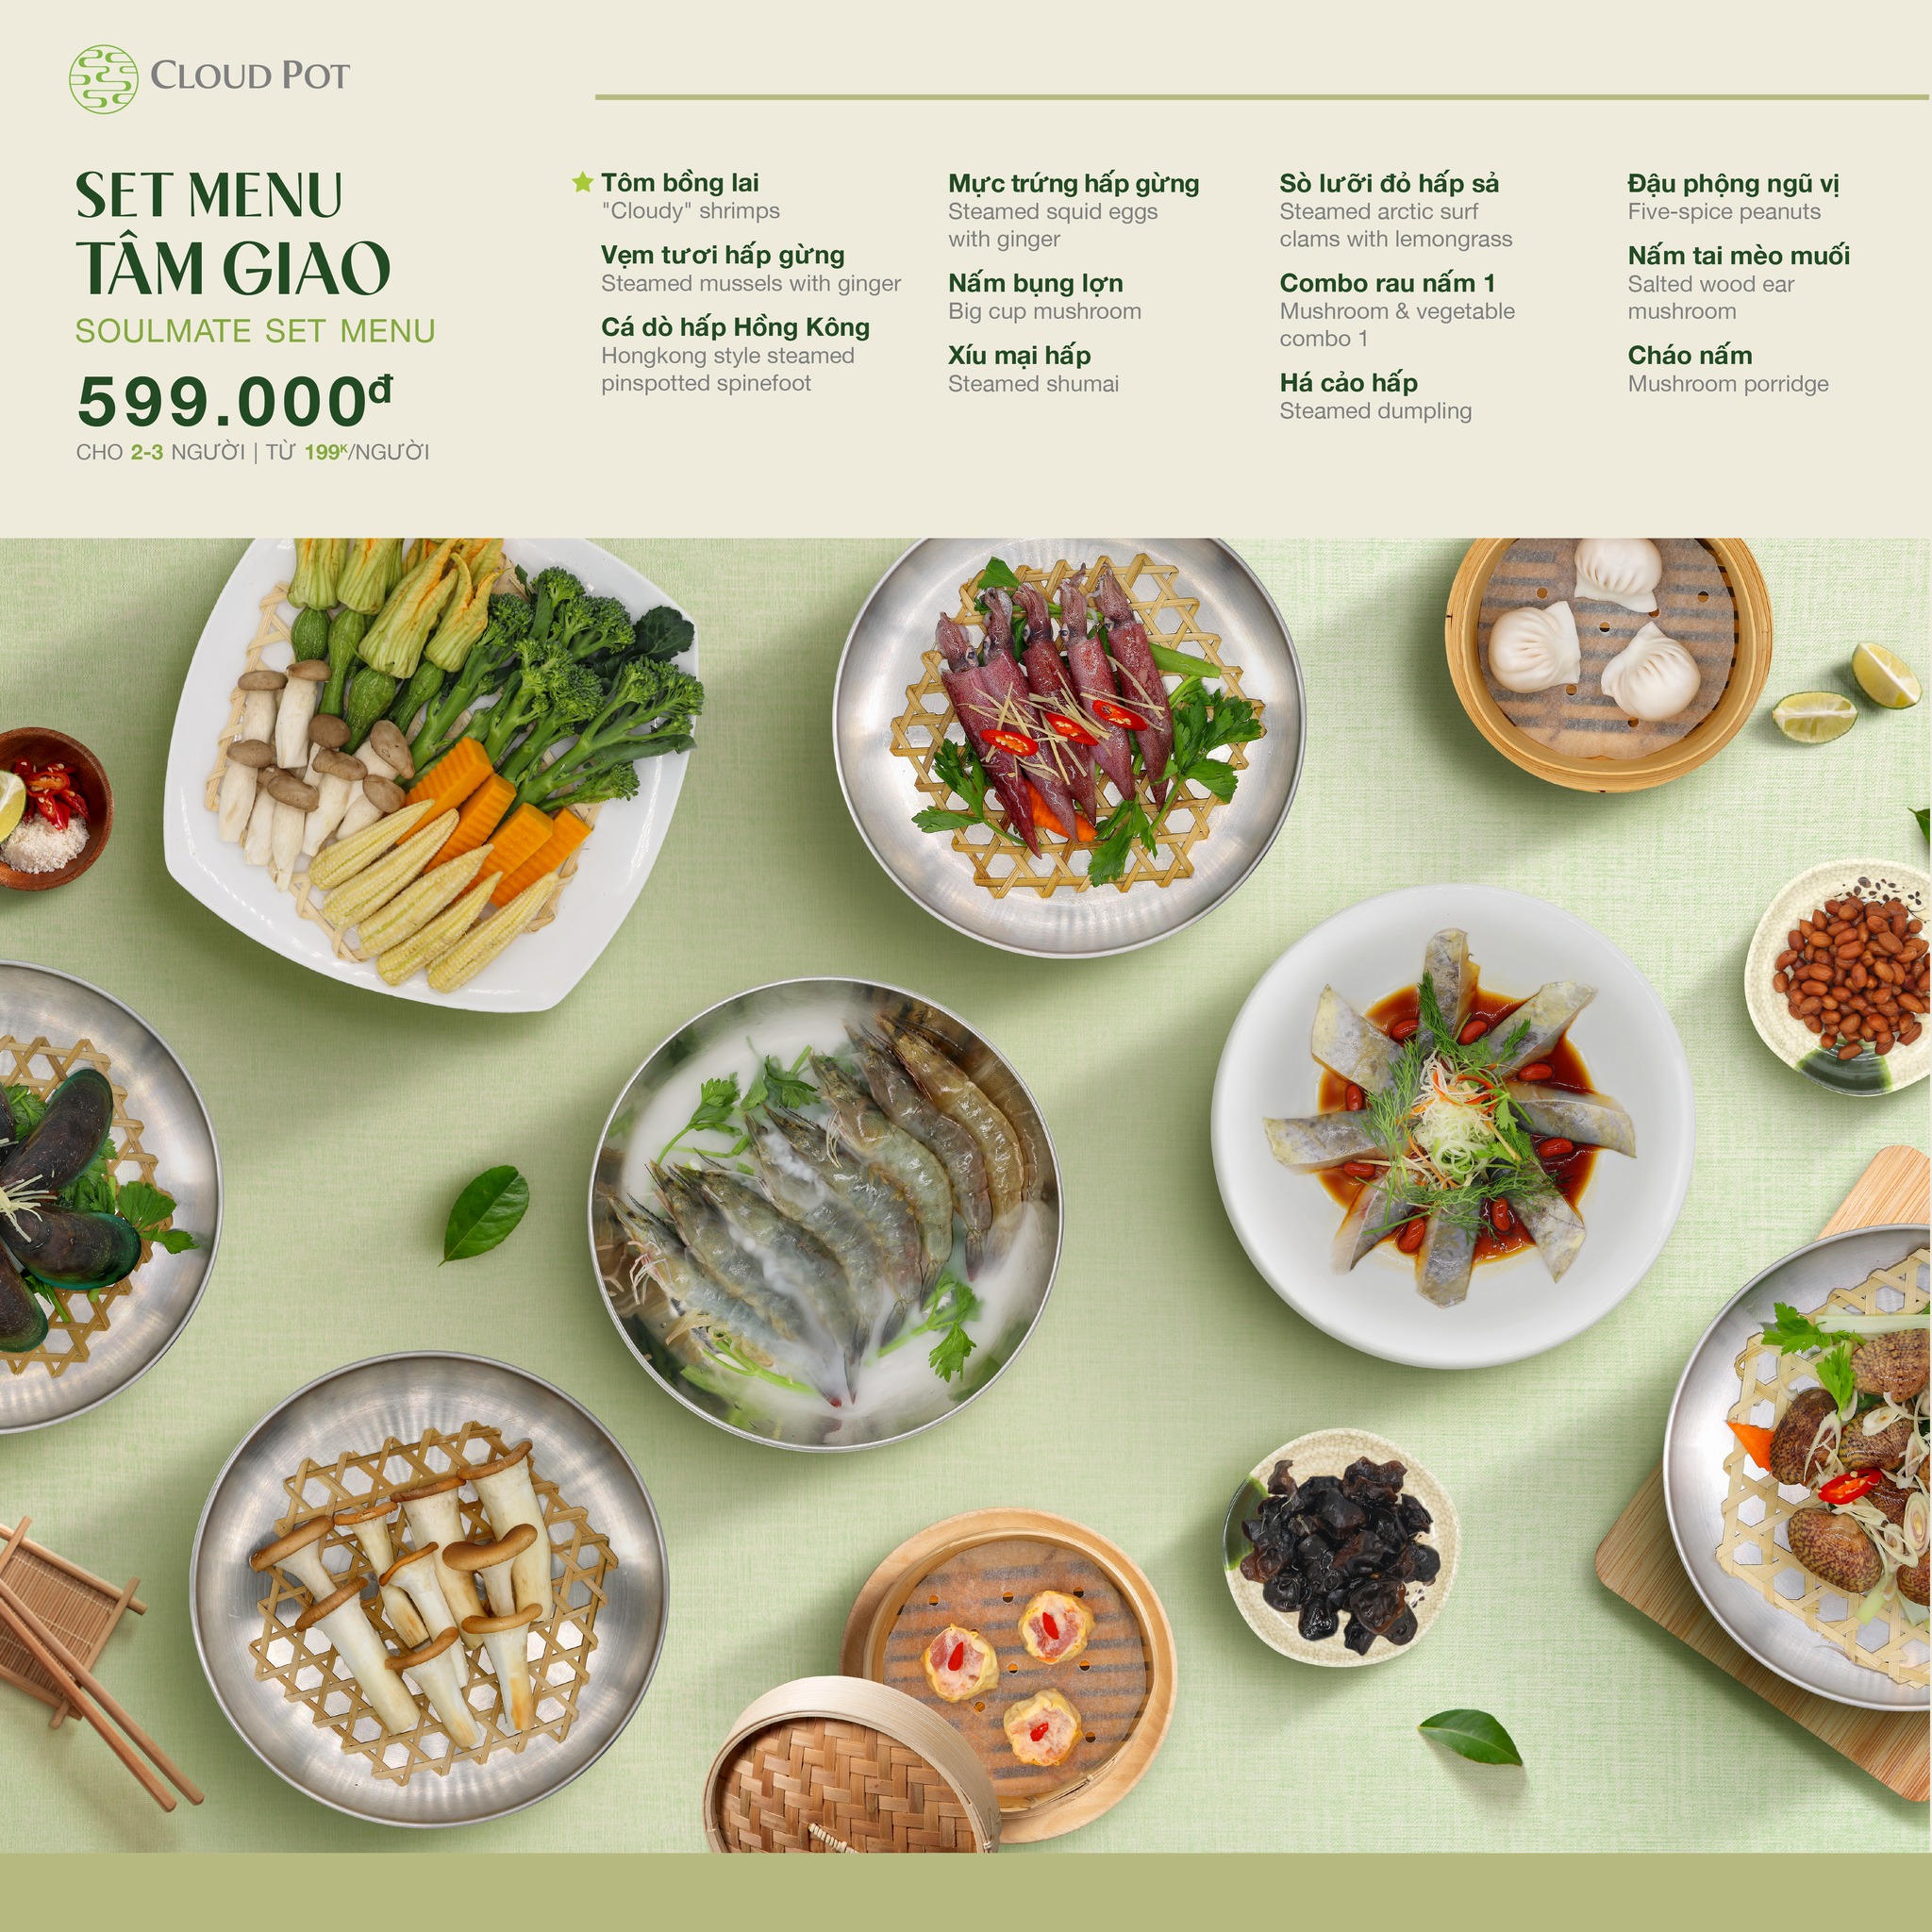 CLOUD POT
SET MENU
TÂM GIAO
SOULMATE SET MENU
599.000đ
CHO 2-3 NGƯỜI | TỪ 199K/NGƯỜI
Tôm bồng lai
"Cloudy" shrimps
Vẹm tươi hấp gừng
Steamed mussels with ginger
Cá dò hấp Hồng Kông
Hongkong style steamed
pinspotted spinefoot
Mực trứng hấp gừng
Steamed squid eggs
with ginger
Nấm bụng lợn
Big cup mushroom
Xíu mại hấp
Steamed shumai
Sò lưỡi đỏ hấp sả
Steamed arctic surf
clams with lemongrass
Combo rau nấm 1
Mushroom & vegetable
combo 1
Há cảo hấp
Steamed dumpling
Đậu phộng ngũ vị
Five-spice peanuts
Nấm tai mèo muối
Salted wood ear
mushroom
Cháo nấm
Mushroom porridge